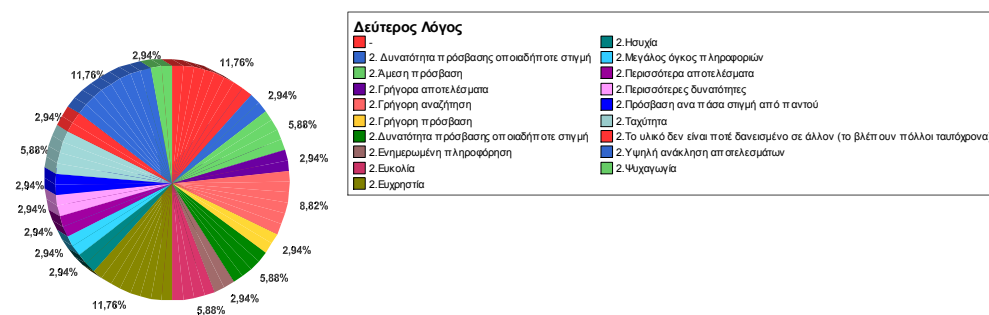 Δεύτερος Λόγος
-
2. Δυνατότητα πρόσβασης οποιαδήποτε στιγμή
2.Άμεση πρόσβαση
2.Γρήγορα αποτελέσματα
2.Γρήγορη αναζήτηση
2.Γρήγορη πρόσβαση
2.Δυνατότητα πρόσβασης οποιαδήποτε στιγμή
2.Ενημερωμένη πληροφόρηση
2.Ευκολία
2.Ευχρηστία
2.Ησυχία
2.Μεγάλος όγκος πληροφοριών
2.Περισσότερα αποτελέσματα
2.Περισσότερες δυνατότητες
2.Πρόσβαση ανα πάσα στιγμή από παντού
2.Ταχύτητα
2.Το υλικό δεν είναι ποτέ δανεισμένο σε άλλον (το βλέπουν πόλλοι ταυτόχρονα)
2.Υψηλή ανάκληση αποτελεσμάτων
2.Ψυχαγωγία
11,76%
2,94%
5,88%
2,94%
8,82%
2,94%
5,88%
2,94%
5,88%
11,76%
2,94%
2,94%
2,94%
2,94%
2,94%
5,88%
2,94%
11,76%
2,94%